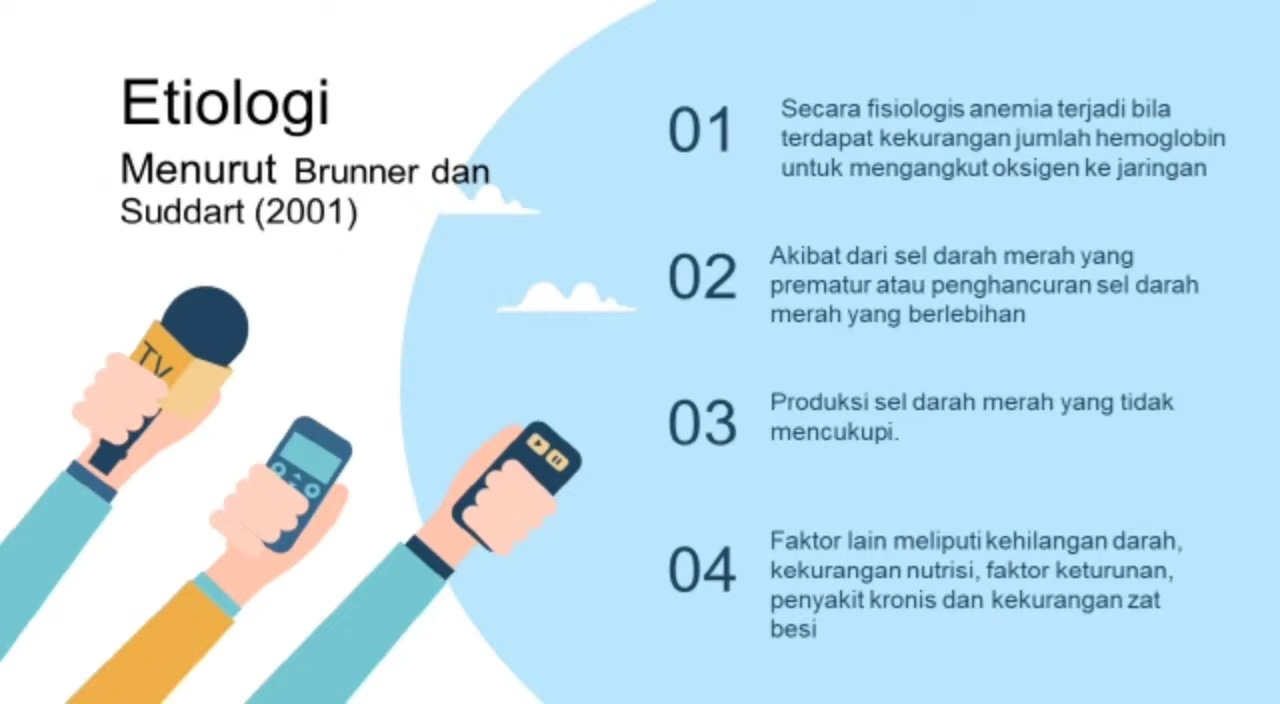 Etiologi
Menurut Brunner dan
Suddart (2001)
01
Secara fisiologis anemia terjadi bila
terdapat kekurangan jumlah hemoglobin
untuk mengangkut oksigen ke jaringan
02
Akibat dari sel darah merah yang
prematur atau penghancuran sel darah
merah yang berlebihan
03
Produksi sel darah merah yang tidak
mencukupi.
04
Faktor lain meliputi kehilangan darah,
kekurangan nutrisi, faktor keturunan,
penyakit kronis dan kekurangan zat
besi
TV